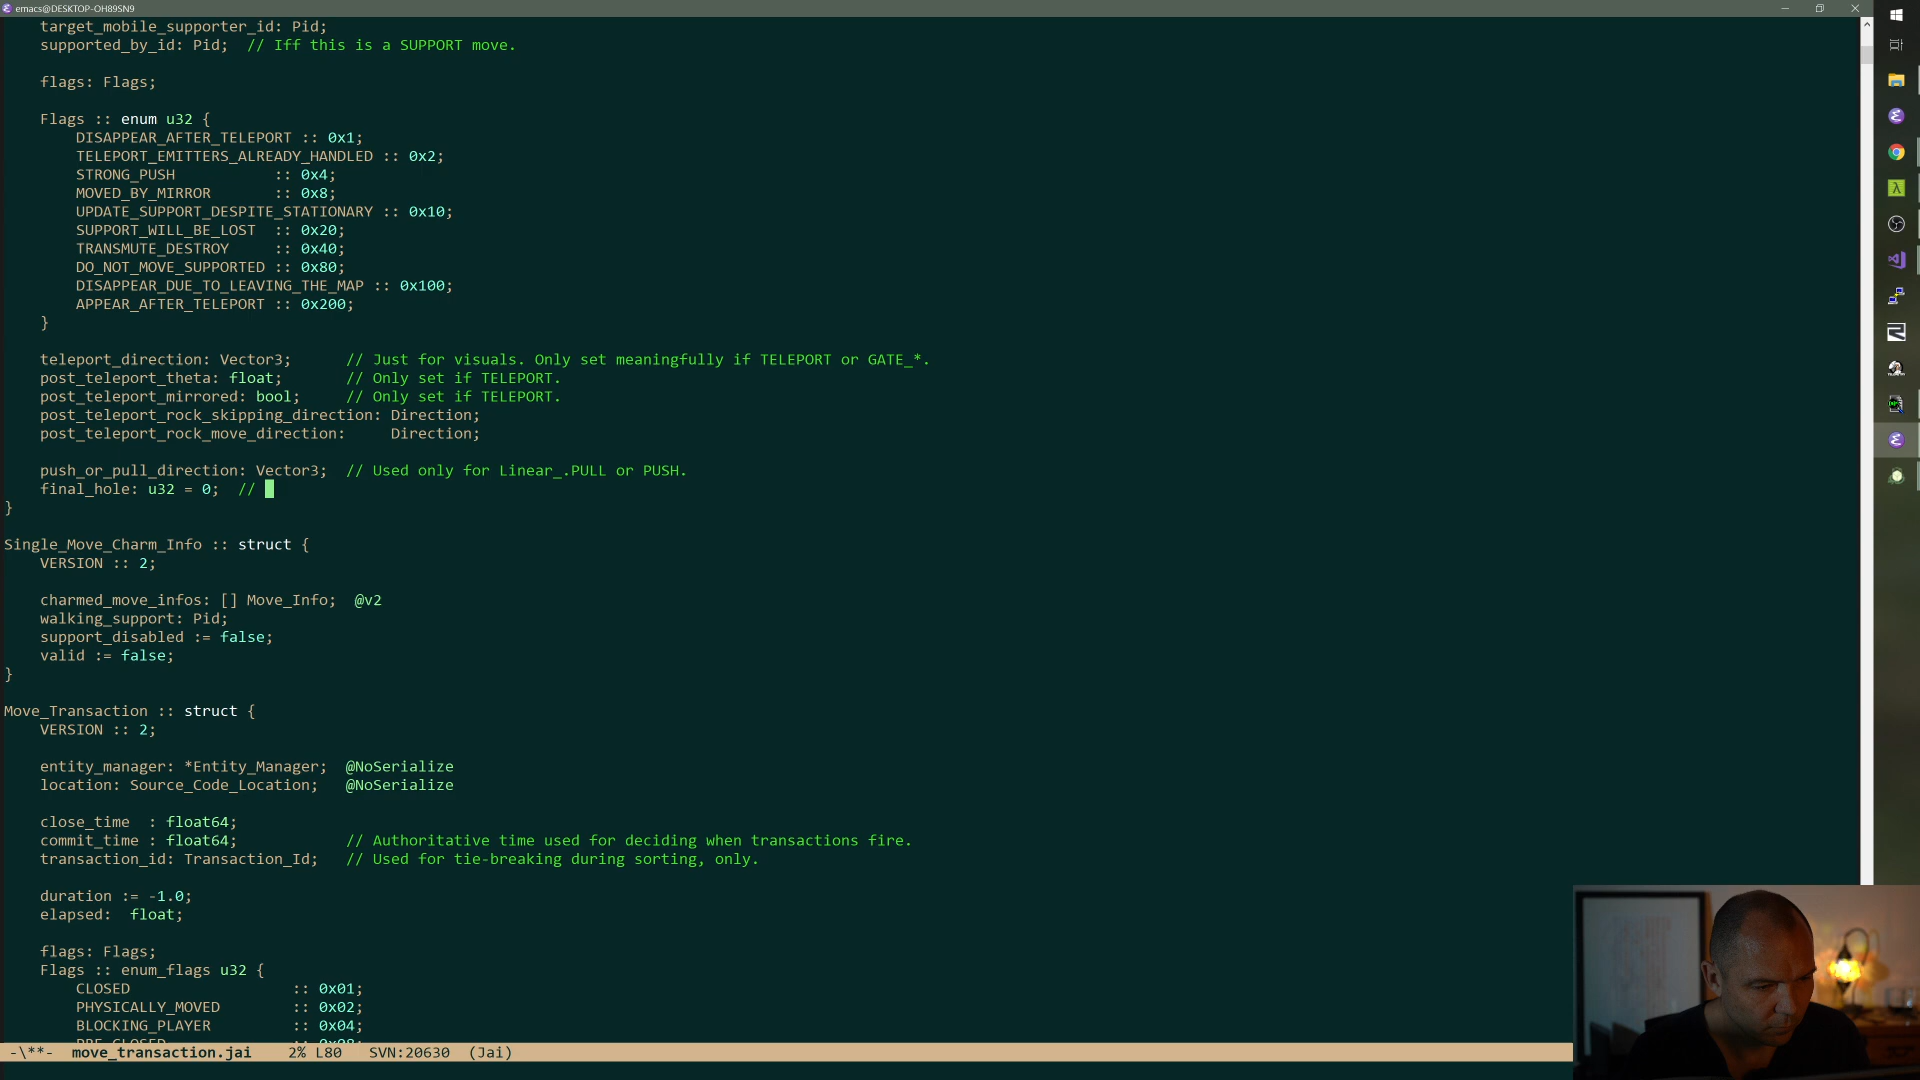 emacs@DESKTOP-OH89SN9
target_mobile_supporter_id: Pid;
supported_by_id: Pid;  // Iff this is a SUPPORT move.
flags: Flags;
Flags :: enum u32 {
DISAPPEAR_AFTER_TELEPORT :: 0x1;
TELEPORT_EMITTERS_ALREADY_HANDLED :: 0x2;
STRONG_PUSH           :: 0x4;
MOVED_BY_MIRROR       :: 0x8;
UPDATE_SUPPORT_DESPITE_STATIONARY :: 0x10;
SUPPORT_WILL_BE_LOST  :: 0x20;
TRANSMUTE_DESTROY     :: 0x40;
DO_NOT_MOVE_SUPPORTED :: 0x80;
DISAPPEAR_DUE_TO_LEAVING_THE_MAP :: 0x100;
APPEAR_AFTER_TELEPORT :: 0x200;
}
teleport_direction: Vector3;      // Just for visuals. Only set meaningfully if TELEPORT or GATE_*.
post_teleport_theta: float;       // Only set if TELEPORT.
post_teleport_mirrored: bool;     // Only set if TELEPORT.
post_teleport_rock_skipping_direction: Direction;
post_teleport_rock_move_direction:     Direction;
push_or_pull_direction: Vector3;  // Used only for Linear_.PULL or PUSH.
final_hole: u32 = 0;  //
}
Single_Move_Charm_Info :: struct {
VERSION :: 2;
charmed_move_infos: [] Move_Info;  @v2
walking_support: Pid;
support_disabled := false;
valid := false;
}
Move_Transaction :: struct {
VERSION :: 2;
entity_manager: *Entity_Manager;  @NoSerialize
location: Source_Code_Location;   @NoSerialize
close_time  : float64;
commit_time : float64;            // Authoritative time used for deciding when transactions fire.
transaction_id: Transaction_Id;   // Used for tie-breaking during sorting, only.
duration := -1.0;
elapsed:  float;
flags: Flags;
Flags :: enum_flags u32 {
CLOSED                  :: 0x01;
PHYSICALLY_MOVED        :: 0x02;
BLOCKING_PLAYER         :: 0x04;
-\**-  move_transaction.jai    2% L80   SVN:20630  (Jai)